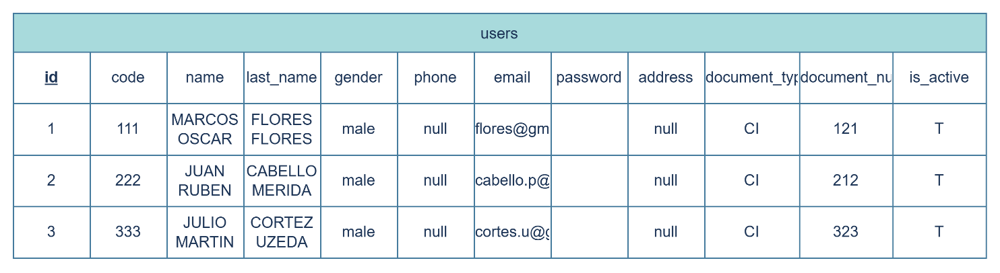 users
id code name last_name gender phone email password address document_typ document_nu is_active
1 111 MARCOS OSCAR FLORES FLORES male null flores@gm null CI 121 T
2 222 JUAN RUBEN CABELLO MERIDA male null cabello.p@ null CI 212 T
3 333 JULIO MARTIN CORTEZ UZEDA male null cortes.u@g null CI 323 T